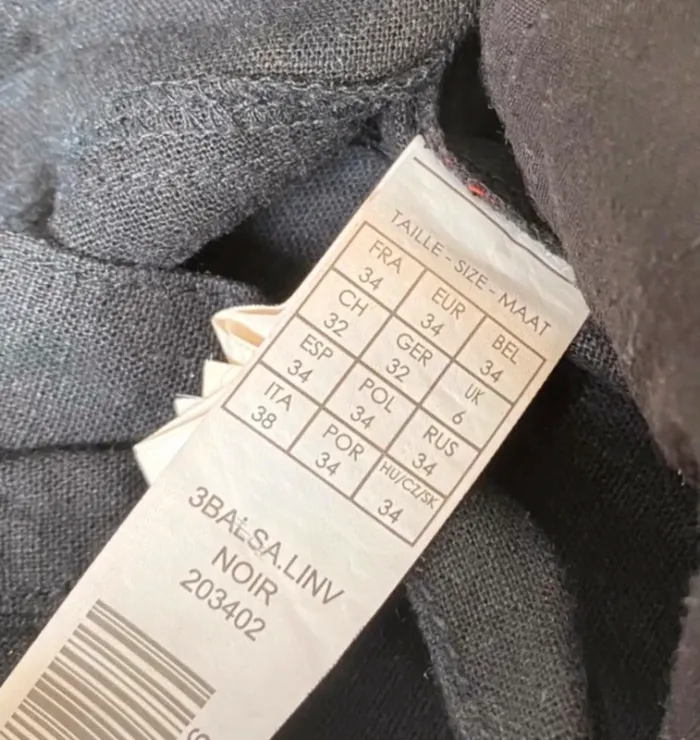 TAILLE - SIZE - MAAT
FRA EUR BEL
34 34 34
CH GER UK
32 32 6
ESP POL RUS
34 34 34
ITA POR HU/CZ/SK
38 34 34
3BALSA.LINV
NOIR
203402